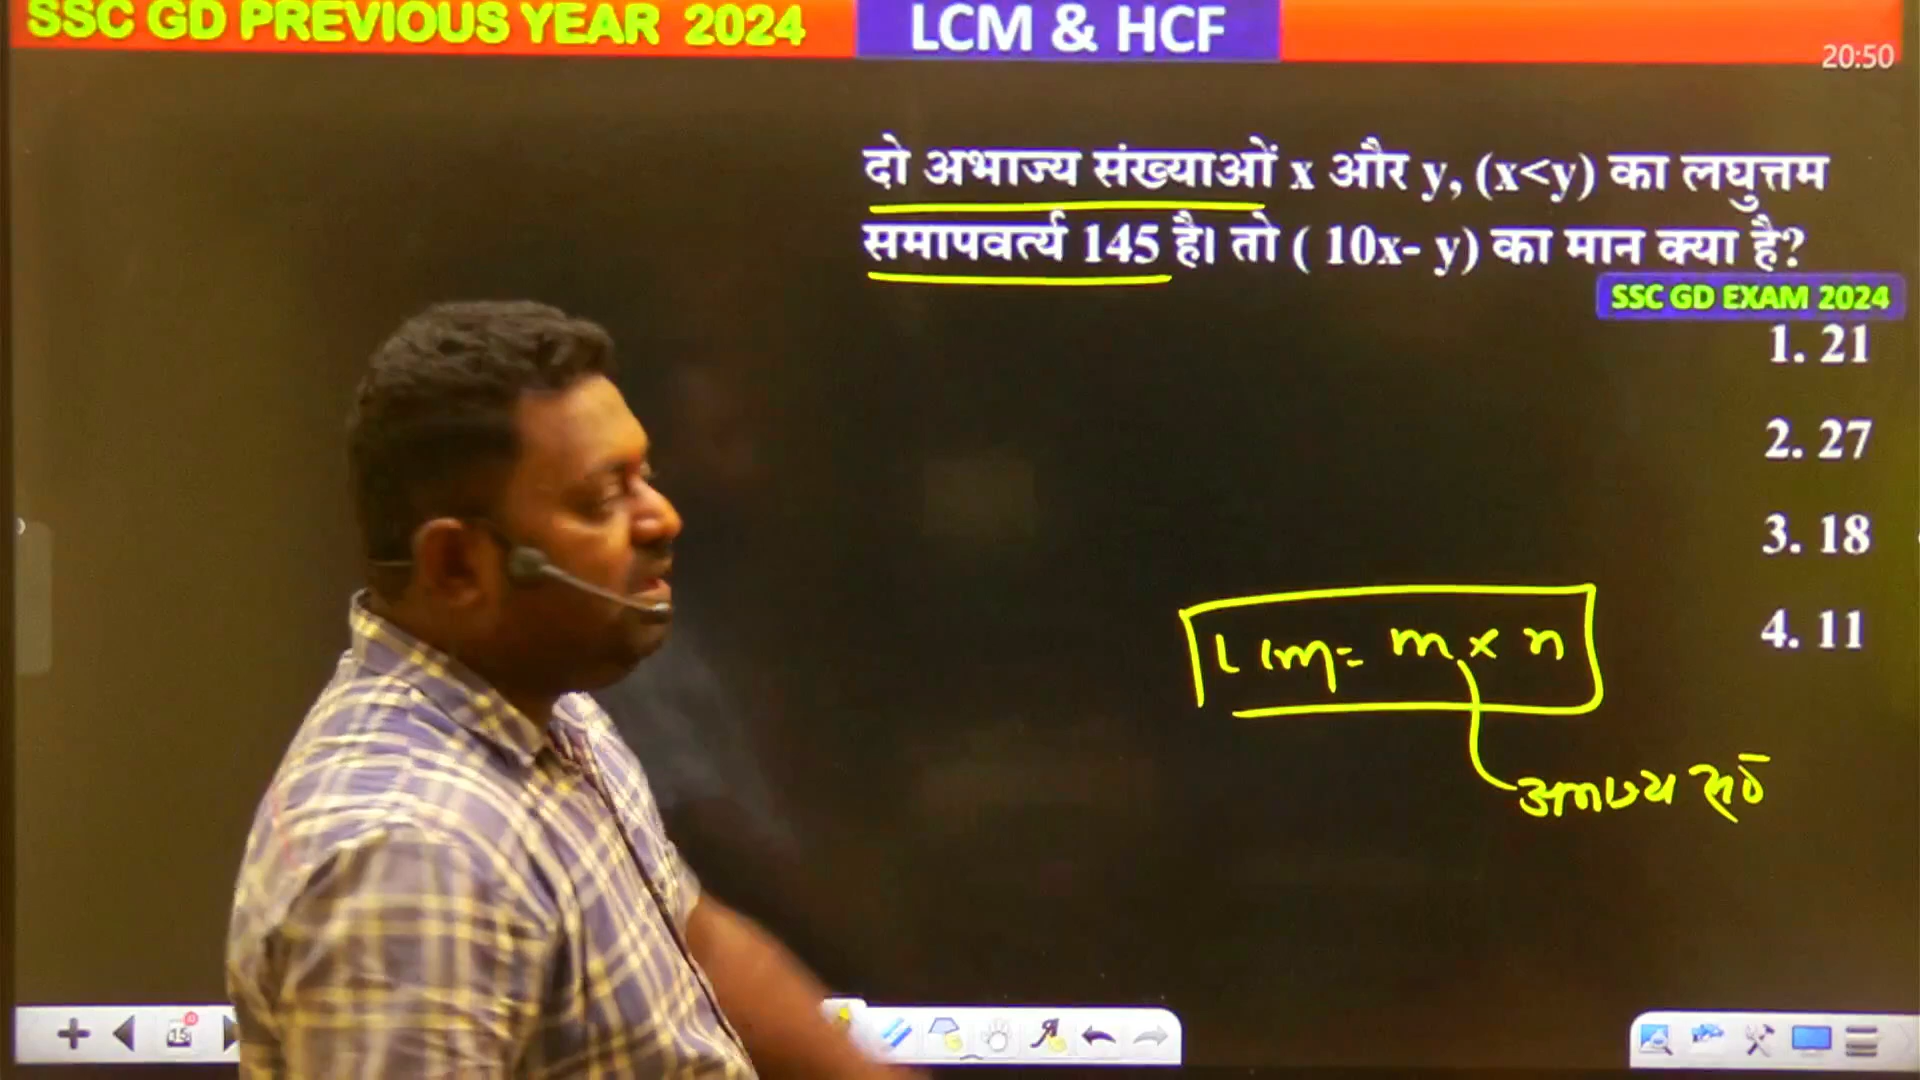 SSC GD PREVIOUS YEAR 2024
LCM & HCF
20:50
दो अभाज्य संख्याओं x और y, (x<y) का लघुत्तम
समापवर्त्य 145 है। तो ( 10x- y) का मान क्या है?
SSC GD EXAM 2024
1. 21
2. 27
3. 18
4. 11
LCM = m × n